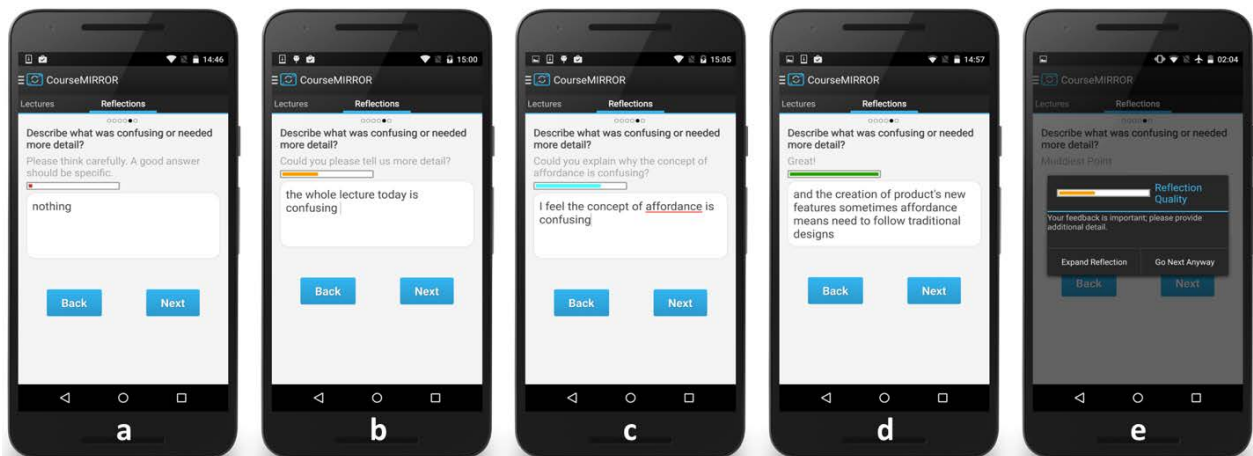 14:46
CourseMIRROR
Lectures Reflections
Describe what was confusing or needed
more detail?
Please think carefully. A good answer
should be specific.
nothing
Back Next
a
15:00
CourseMIRROR
Lectures Reflections
Describe what was confusing or needed
more detail?
Could you please tell us more detail?
the whole lecture today is
confusing
Back Next
b
15:05
CourseMIRROR
Lectures Reflections
Describe what was confusing or needed
more detail?
Could you explain why the concept of
affordance is confusing?
I feel the concept of affordance is
confusing
Back Next
c
14:57
CourseMIRROR
Lectures Reflections
Describe what was confusing or needed
more detail?
Great!
and the creation of product's new
features sometimes affordance
means need to follow traditional
designs
Back Next
d
02:04
CourseMIRROR
Lectures Reflections
Describe what was confusing or needed
more detail?
Muddiest Point
Reflection
Quality
Your feedback is important; please provide
additional detail.
Expand Reflection Go Next Anyway
Back Next
e